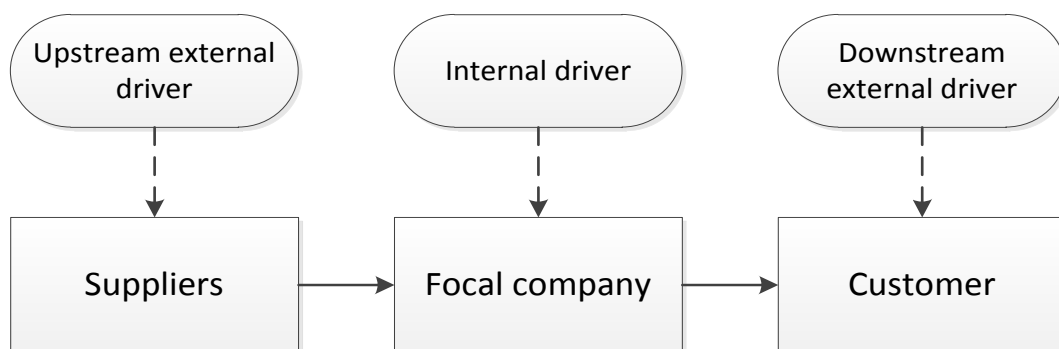 Upstream external
driver
Internal driver
Downstream
external driver
Suppliers
Focal company
Customer